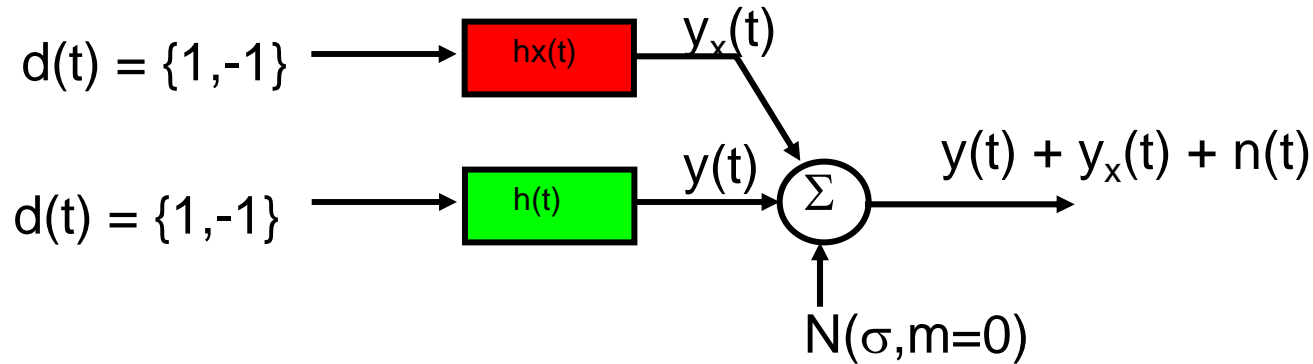 d(t) = {1,-1}
hx(t)
yₓ(t)
d(t) = {1,-1}
h(t)
y(t)
Σ
y(t) + yₓ(t) + n(t)
N(σ,m=0)